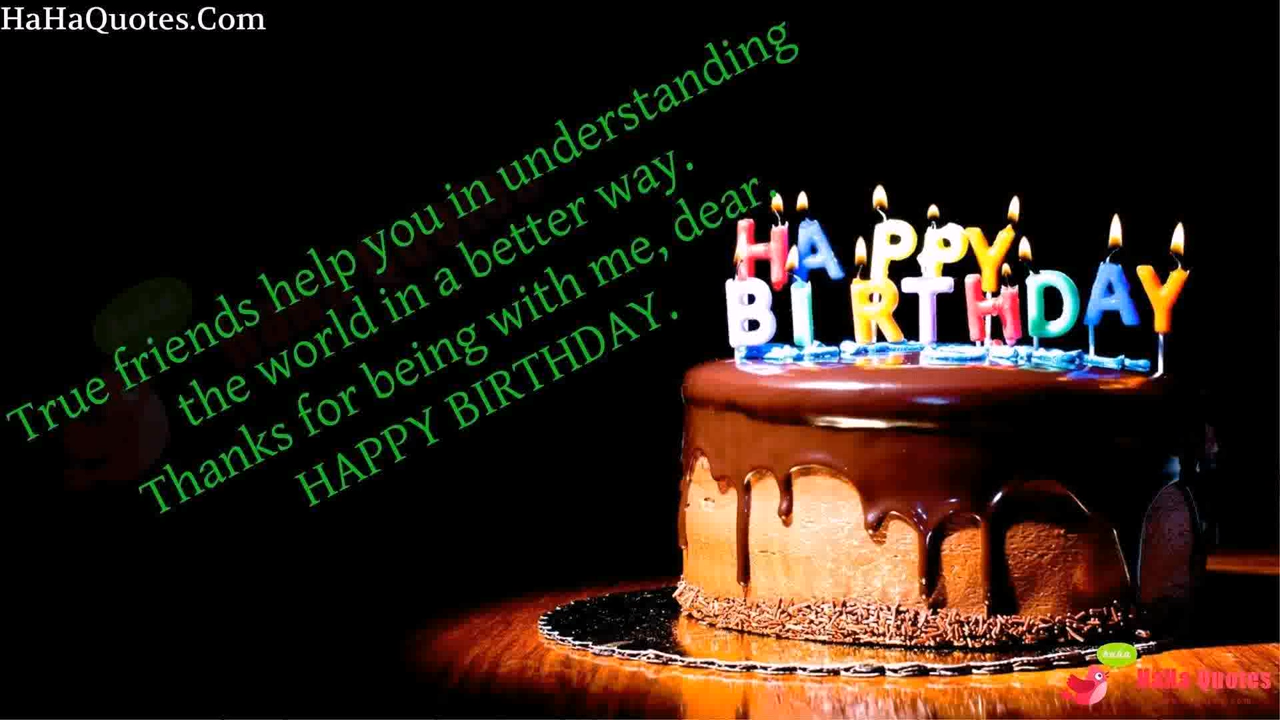 HaHaQuotes.Com
True friends help you in understanding
the world in a better way.
Thanks for being with me, dear.
HAPPY BIRTHDAY.
HAPPY
BIRTHDAY
haha
HaHa Quotes